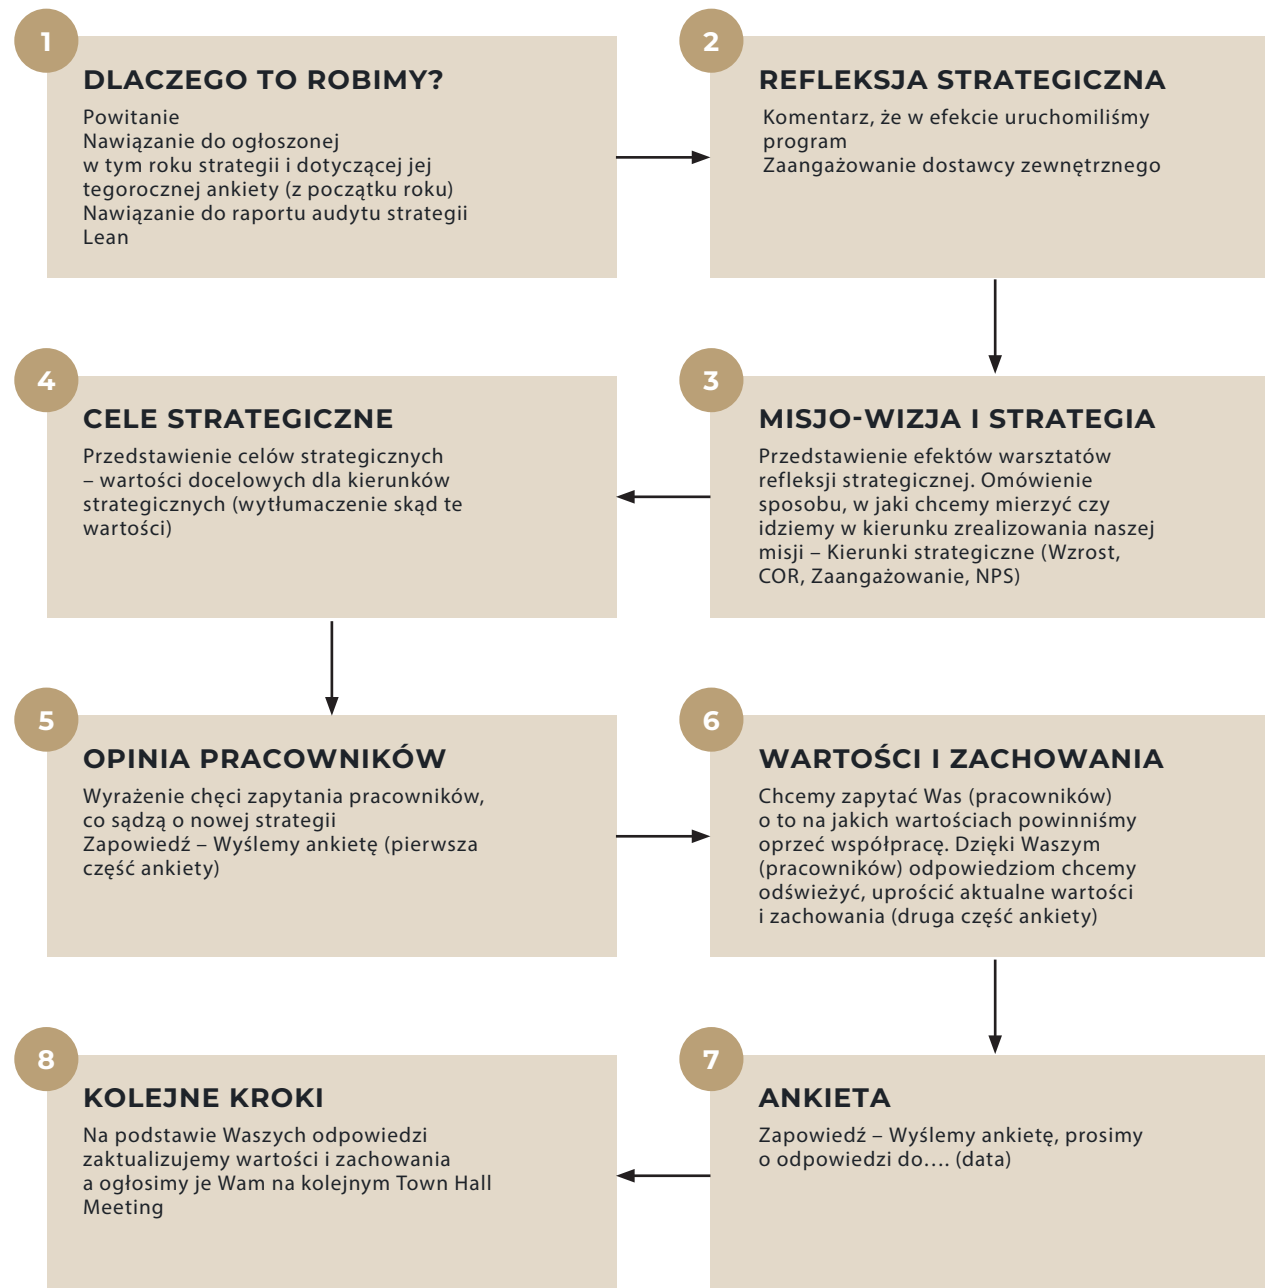 1
DLACZEGO TO ROBIMY?
Powitanie
Nawiązanie do ogłoszonej
w tym roku strategii i dotyczącej jej
tegorocznej ankiety (z początku roku)
Nawiązanie do raportu audytu strategii
Lean
2
REFLEKSJA STRATEGICZNA
Komentarz, że w efekcie uruchomiliśmy
program
Zaangażowanie dostawcy zewnętrznego
3
MISJO-WIZJA I STRATEGIA
Przedstawienie efektów warsztatów
refleksji strategicznej. Omówienie
sposobu, w jaki chcemy mierzyć czy
idziemy w kierunku zrealizowania naszej
misji – Kierunki strategiczne (Wzrost,
COR, Zaangażowanie, NPS)
4
CELE STRATEGICZNE
Przedstawienie celów strategicznych
– wartości docelowych dla kierunków
strategicznych (wytłumaczenie skąd te
wartości)
5
OPINIA PRACOWNIKÓW
Wyrażenie chęci zapytania pracowników,
co sądzą o nowej strategii
Zapowiedź – Wyślemy ankietę (pierwsza
część ankiety)
6
WARTOŚCI I ZACHOWANIA
Chcemy zapytać Was (pracowników)
o to na jakich wartościach powinniśmy
oprzeć współpracę. Dzięki Waszym
(pracowników) odpowiedziom chcemy
odświeżyć, uprościć aktualne wartości
i zachowania (druga część ankiety)
7
ANKIETA
Zapowiedź – Wyślemy ankietę, prosimy
o odpowiedzi do…. (data)
8
KOLEJNE KROKI
Na podstawie Waszych odpowiedzi
zaktualizujemy wartości i zachowania
a ogłosimy je Wam na kolejnym Town Hall
Meeting